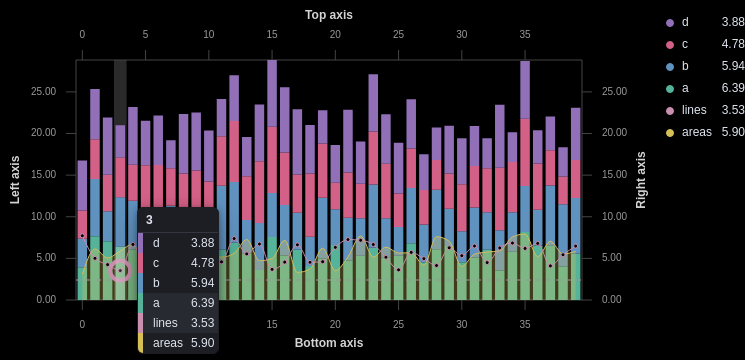 Top axis
0 5 10 15 20 25 30 35
d 3.88
c 4.78
b 5.94
a 6.39
lines 3.53
areas 5.90
25.00 25.00
20.00 20.00
15.00 15.00
10.00 10.00
5.00 5.00
0.00 0.00
Left axis
Right axis
3
d 3.88
c 4.78
b 5.94
a 6.39
lines 3.53
areas 5.90
0 15 20 25 30 35
Bottom axis